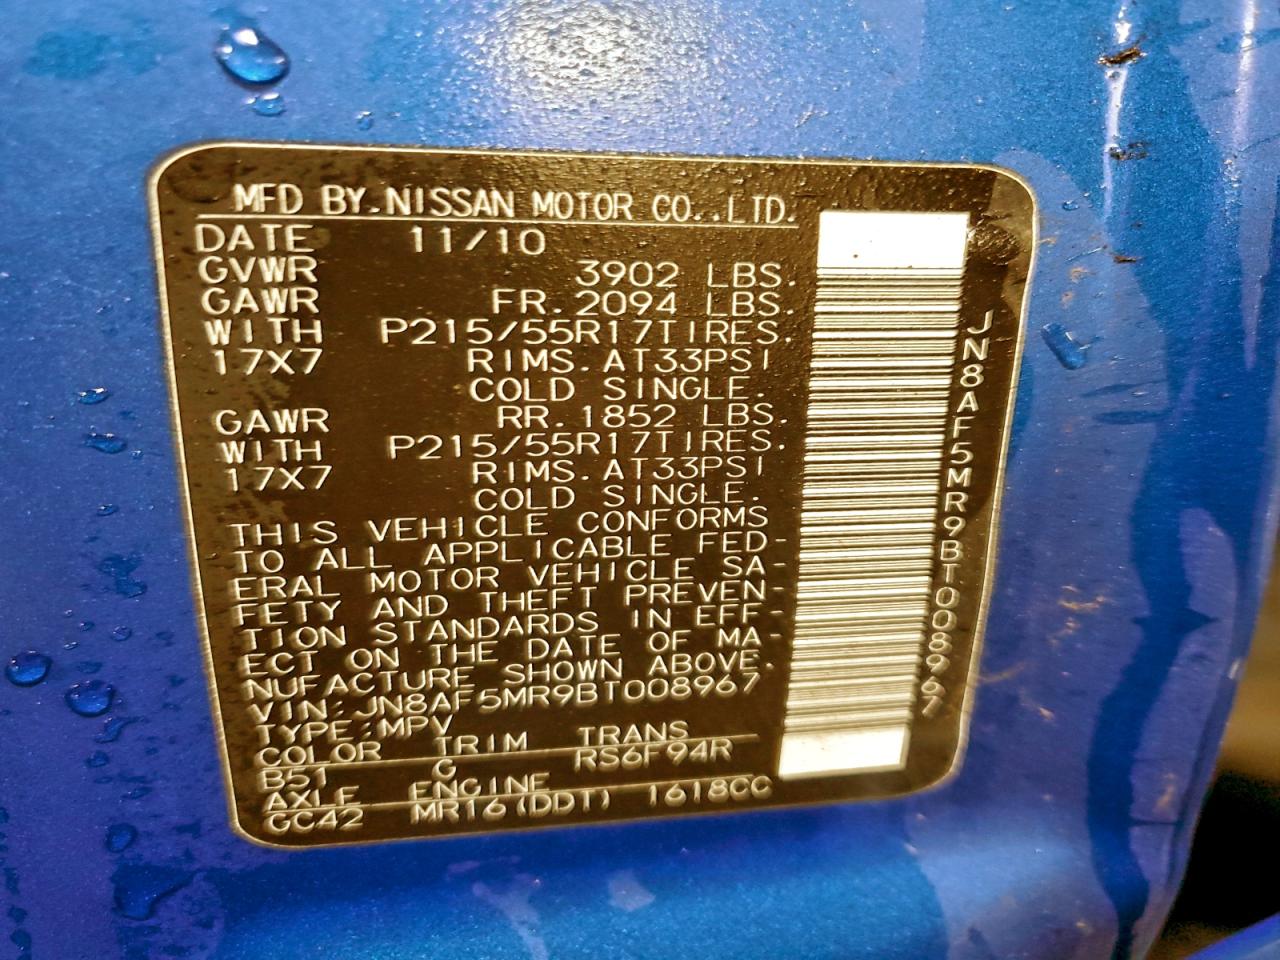 MFD BY.NISSAN MOTOR CO.,LTD.
DATE 11/10
GVWR 3902 LBS.
GAWR FR.2094 LBS.
WITH P215/55R17TIRES.
17X7 RIMS.AT33PSI
COLD SINGLE.
GAWR RR.1852 LBS.
WITH P215/55R17TIRES.
17X7 RIMS.AT33PSI
COLD SINGLE.
THIS VEHICLE CONFORMS
TO ALL APPLICABLE FED-
ERAL MOTOR VEHICLE SA-
FETY AND THEFT PREVEN-
TION STANDARDS IN EFF-
ECT ON THE DATE OF MA-
NUFACTURE SHOWN ABOVE.
VIN:JN8AF5MR9BT008967
TYPE:MPV
COLOR TRIM TRANS
B51 G RS6F94R
AXLE ENGINE
GC42 MR16(DDT) 1618CC
JN8AF5MR9BT008967